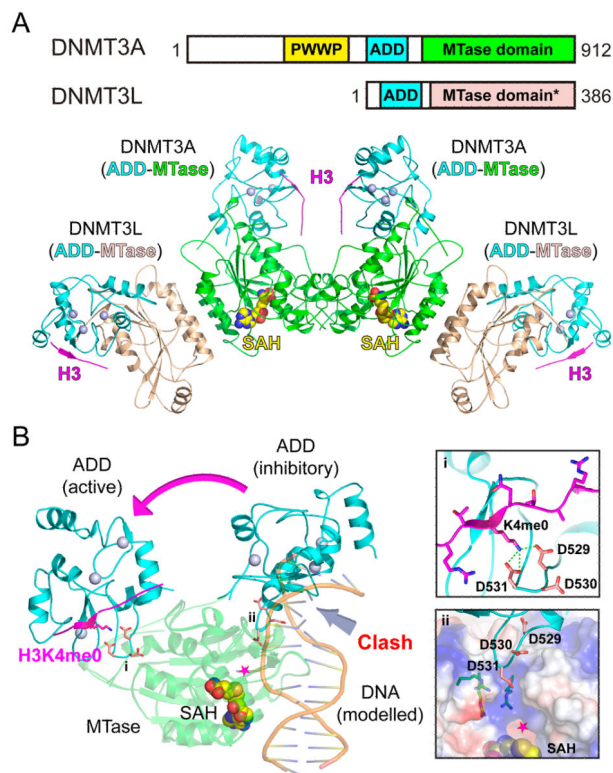 A
DNMT3A 1 PWWP ADD MTase domain 912
DNMT3L 1 ADD MTase domain* 386
DNMT3A
(ADD-MTase)
H3
DNMT3A
(ADD-MTase)
DNMT3L
(ADD-MTase)
DNMT3L
(ADD-MTase)
SAH
SAH
H3
H3
B
ADD
(active)
ADD
(inhibitory)
H3K4me0
i
ii
Clash
MTase
SAH
DNA
(modelled)
i
K4me0
D529
D531
D530
ii
D530
D529
D531
SAH